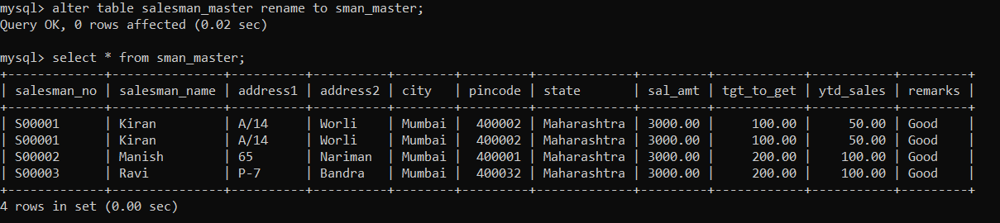 mysql> alter table salesman_master rename to sman_master;
Query OK, 0 rows affected (0.02 sec)
mysql> select * from sman_master;
+-------------+---------------+----------+----------+--------+---------+-------------+---------+------------+-----------+---------+
| salesman_no | salesman_name | address1 | address2 | city   | pincode | state       | sal_amt | tgt_to_get | ytd_sales | remarks |
+-------------+---------------+----------+----------+--------+---------+-------------+---------+------------+-----------+---------+
| S00001      | Kiran         | A/14     | Worli    | Mumbai |  400002 | Maharashtra | 3000.00 |     100.00 |     50.00 | Good    |
| S00001      | Kiran         | A/14     | Worli    | Mumbai |  400002 | Maharashtra | 3000.00 |     100.00 |     50.00 | Good    |
| S00002      | Manish        | 65       | Nariman  | Mumbai |  400001 | Maharashtra | 3000.00 |     200.00 |    100.00 | Good    |
| S00003      | Ravi          | P-7      | Bandra   | Mumbai |  400032 | Maharashtra | 3000.00 |     200.00 |    100.00 | Good    |
+-------------+---------------+----------+----------+--------+---------+-------------+---------+------------+-----------+---------+
4 rows in set (0.00 sec)